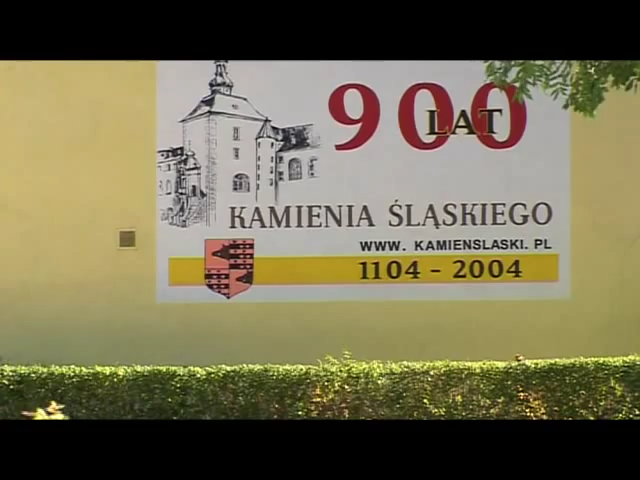 900
LAT
KAMIENIA ŚLĄSKIEGO
WWW. KAMIENSLASKI. PL
1104 - 2004